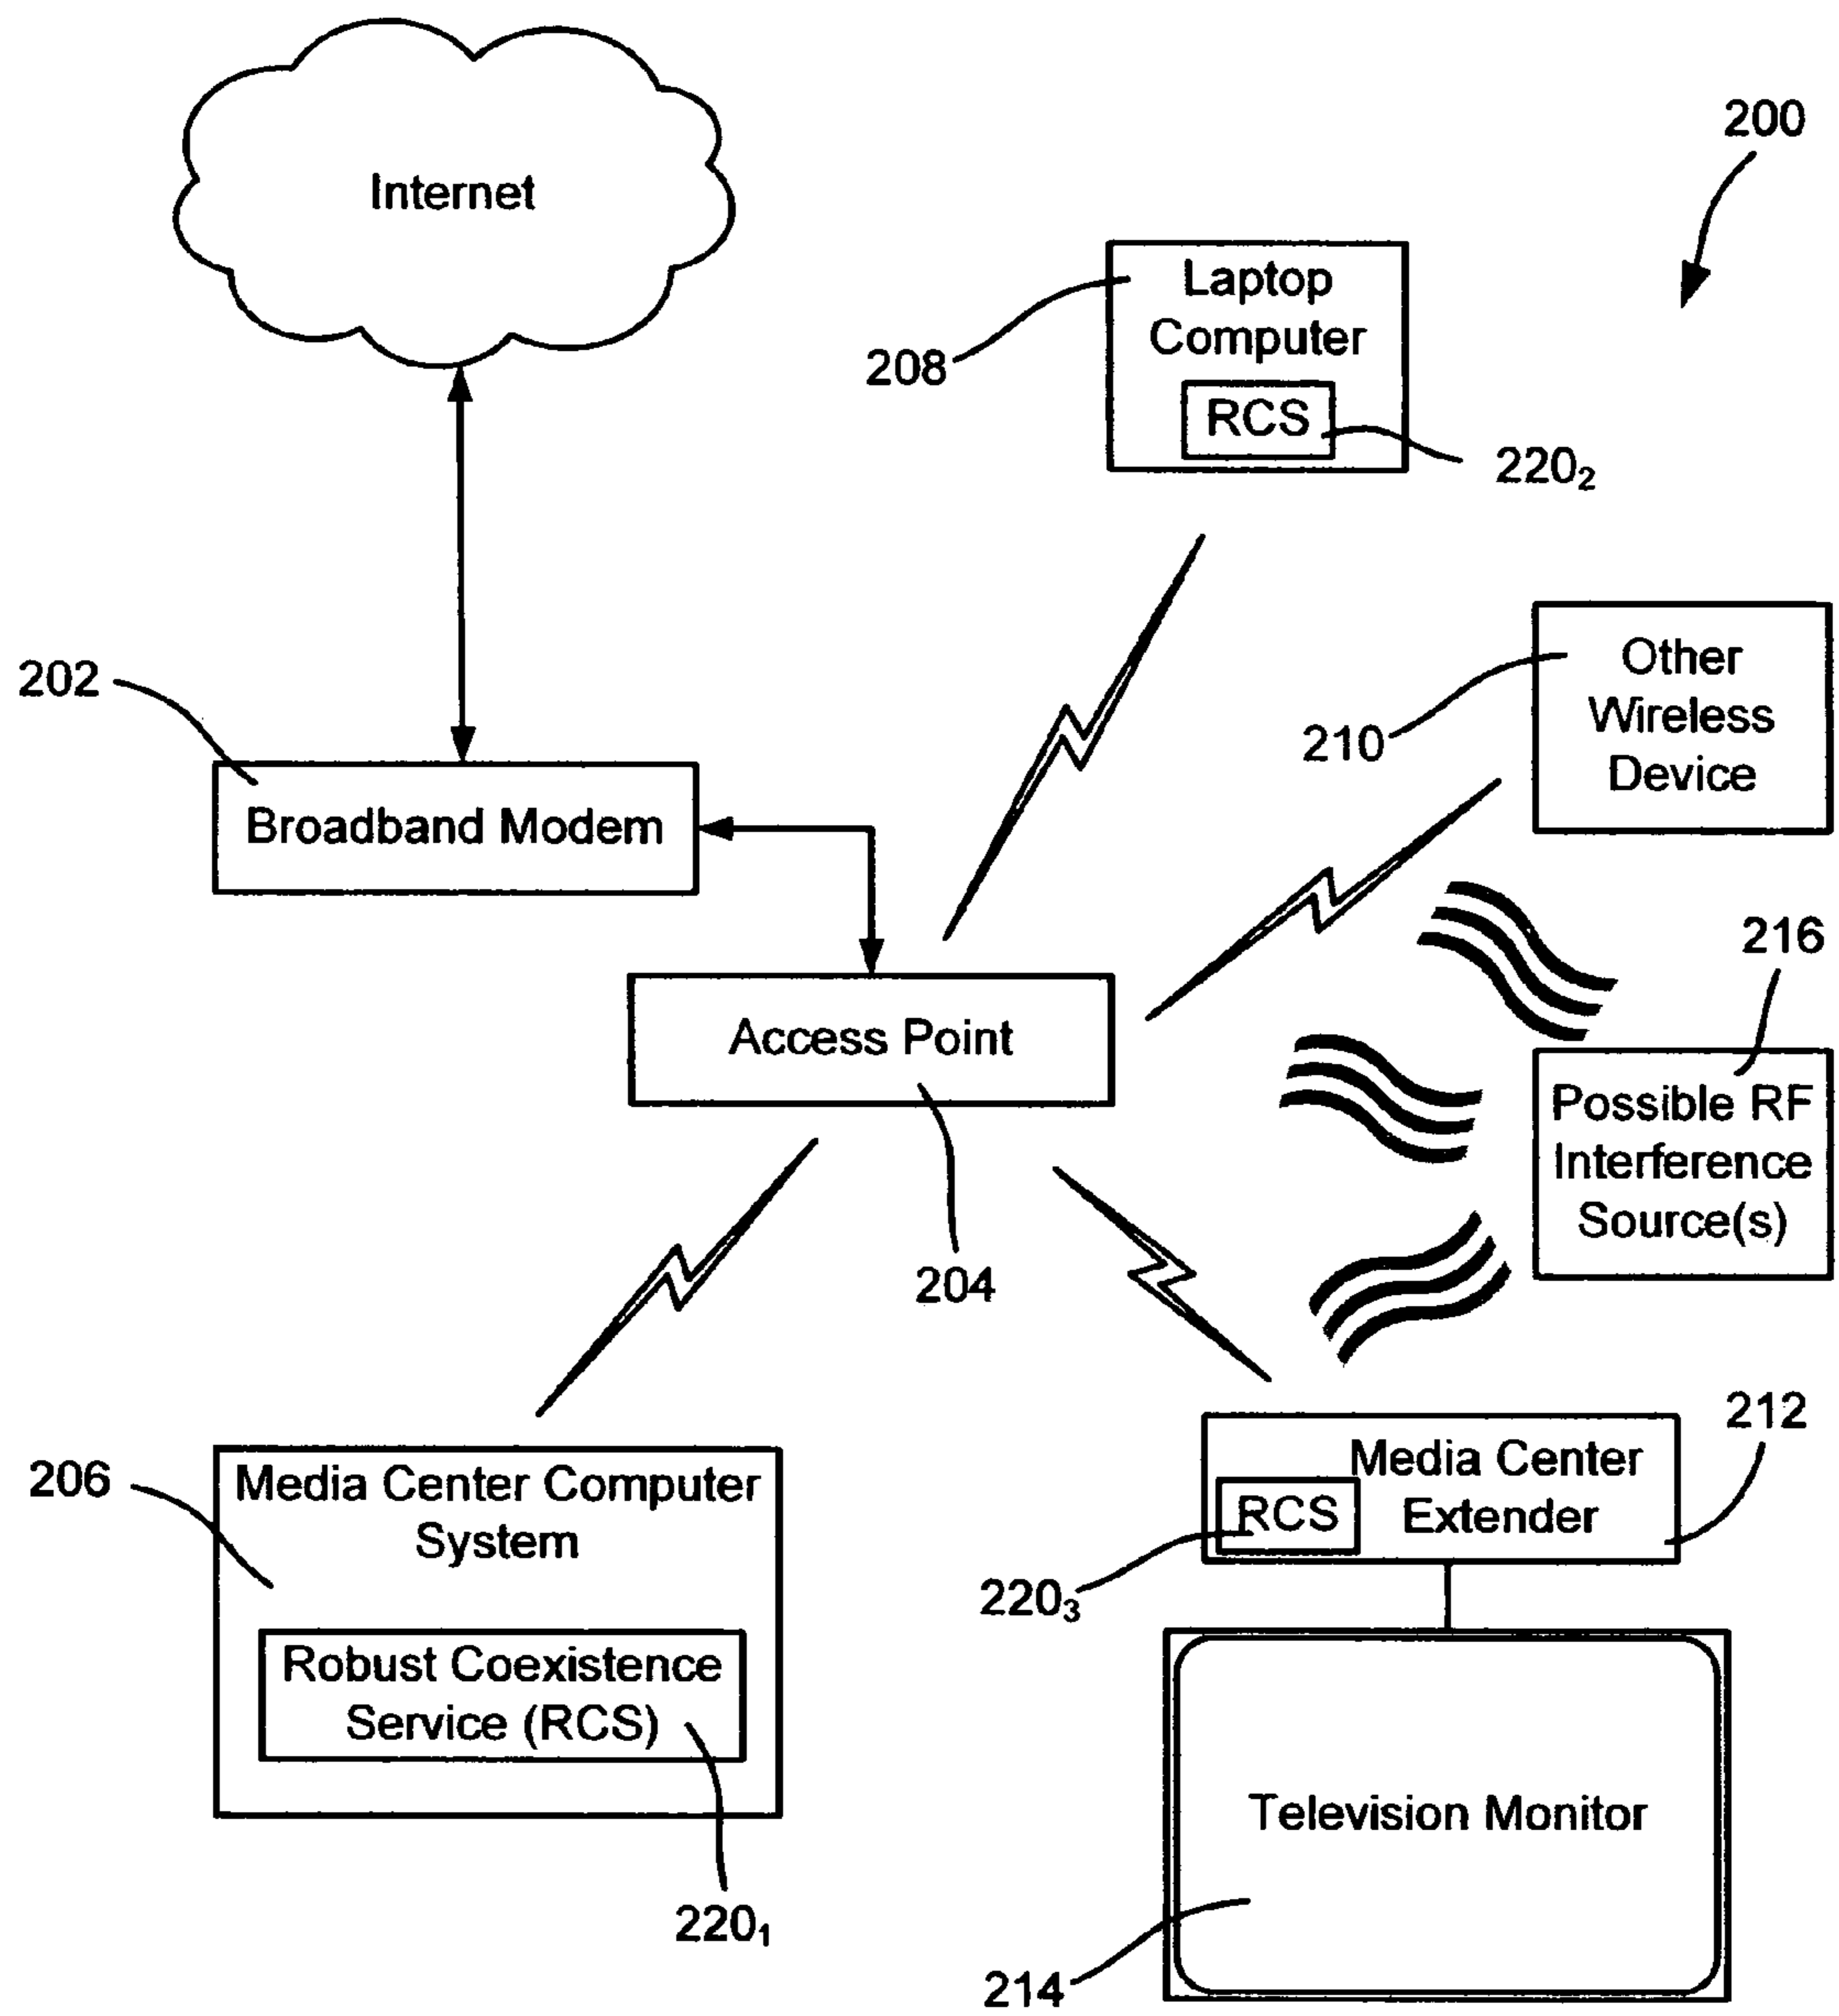 Internet
200
Laptop
Computer
208
RCS
220₂
202
Other
Wireless
Device
210
Broadband Modem
216
Access Point
Possible RF
Interference
Source(s)
204
212
206
Media Center Computer
System
Media Center
Extender
RCS
220₃
Robust Coexistence
Service (RCS)
Television Monitor
220₁
214